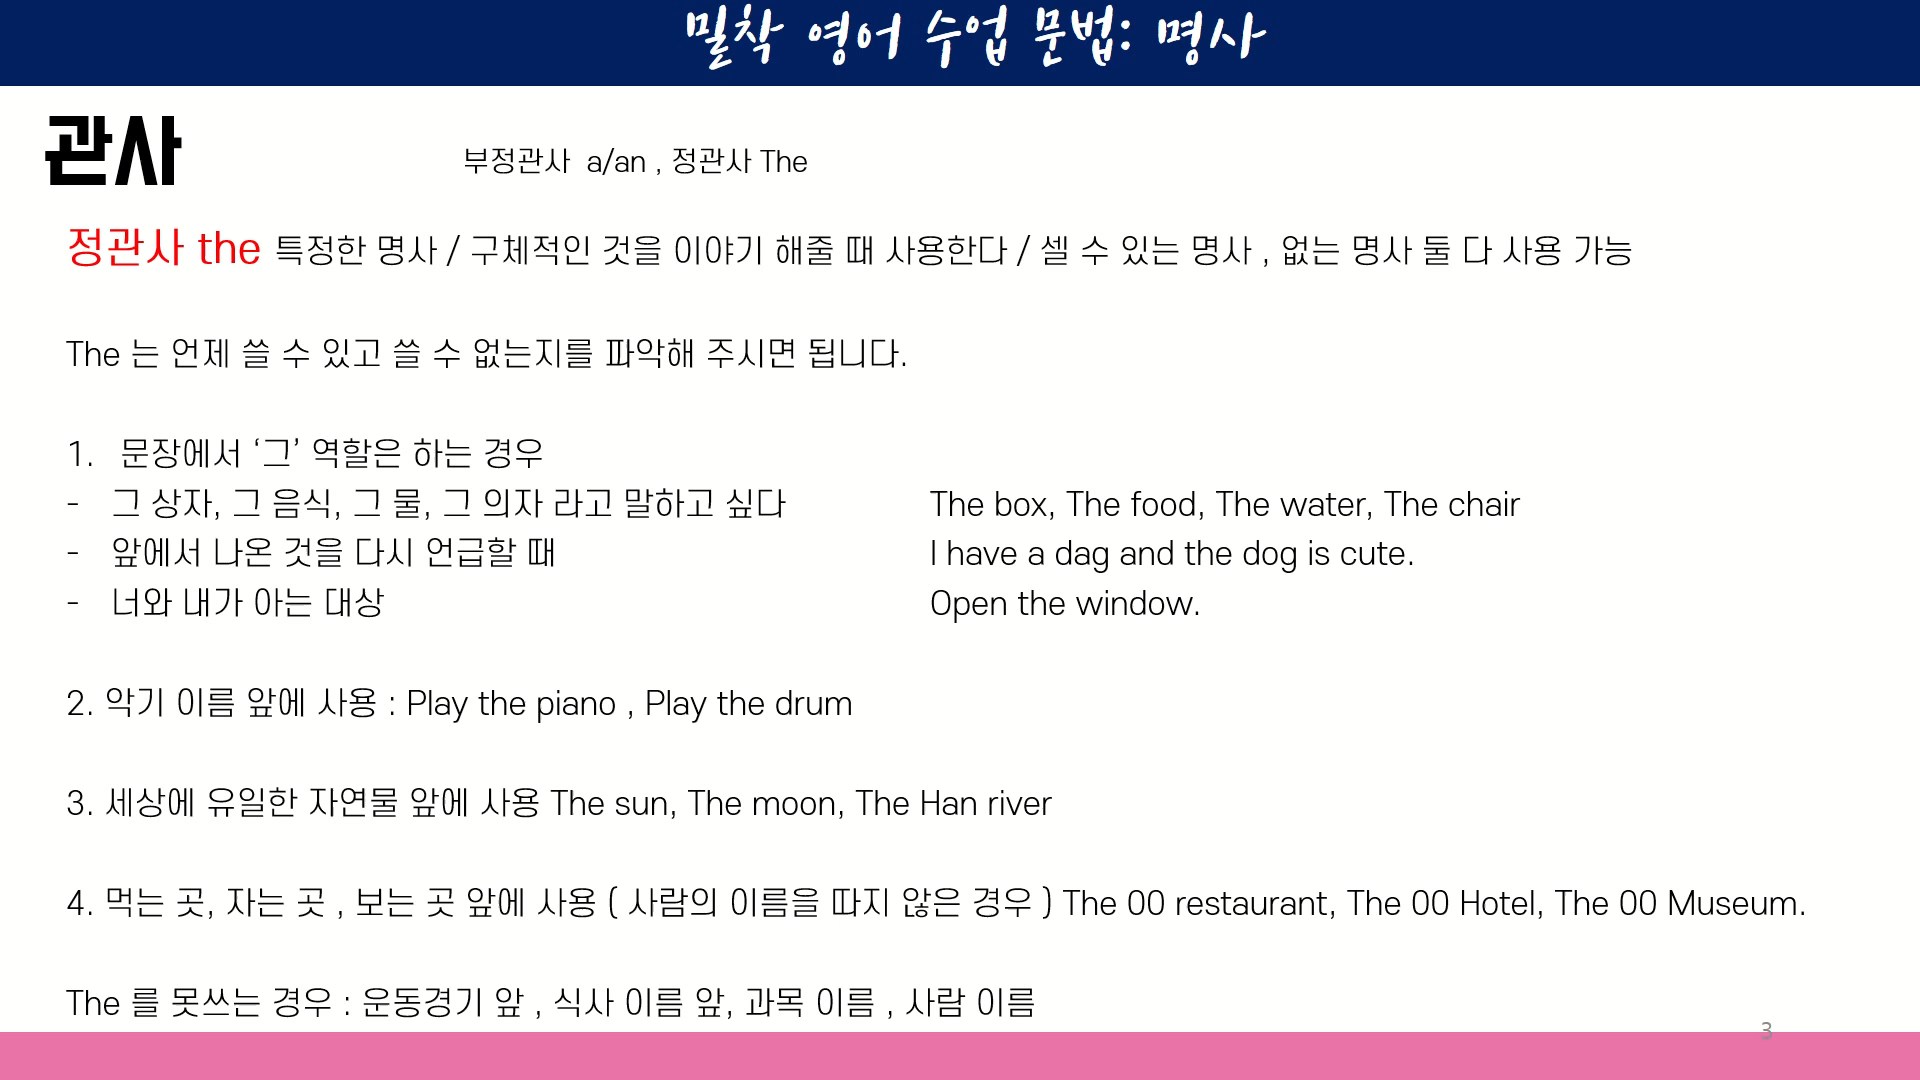 밀착 영어 수업 문법: 명사
관사
부정관사 a/an , 정관사 The
정관사 the 특정한 명사 / 구체적인 것을 이야기 해줄 때 사용한다 / 셀 수 있는 명사 , 없는 명사 둘 다 사용 가능
The 는 언제 쓸 수 있고 쓸 수 없는지를 파악해 주시면 됩니다.
1. 문장에서 ‘그’ 역할은 하는 경우
- 그 상자, 그 음식, 그 물, 그 의자 라고 말하고 싶다 The box, The food, The water, The chair
- 앞에서 나온 것을 다시 언급할 때 I have a dag and the dog is cute.
- 너와 내가 아는 대상 Open the window.
2. 악기 이름 앞에 사용 : Play the piano , Play the drum
3. 세상에 유일한 자연물 앞에 사용 The sun, The moon, The Han river
4. 먹는 곳, 자는 곳 , 보는 곳 앞에 사용 ( 사람의 이름을 따지 않은 경우 ) The 00 restaurant, The 00 Hotel, The 00 Museum.
The 를 못쓰는 경우 : 운동경기 앞 , 식사 이름 앞, 과목 이름 , 사람 이름
3